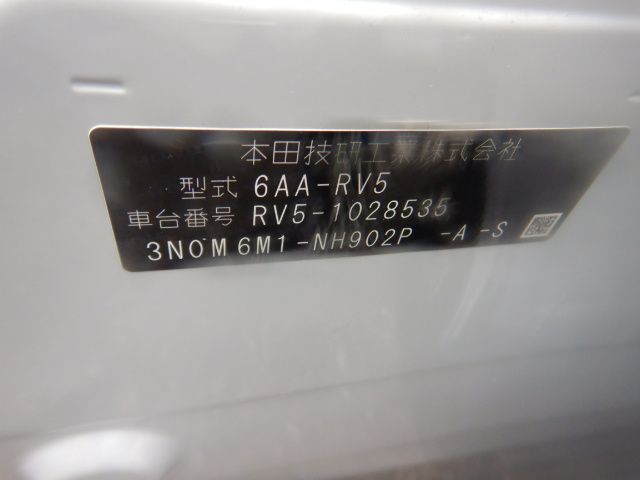 本田技研工業株式会社
型式 6AA-RV5
車台番号 RV5-1028535
3NOM6M1-NH902P -A-S